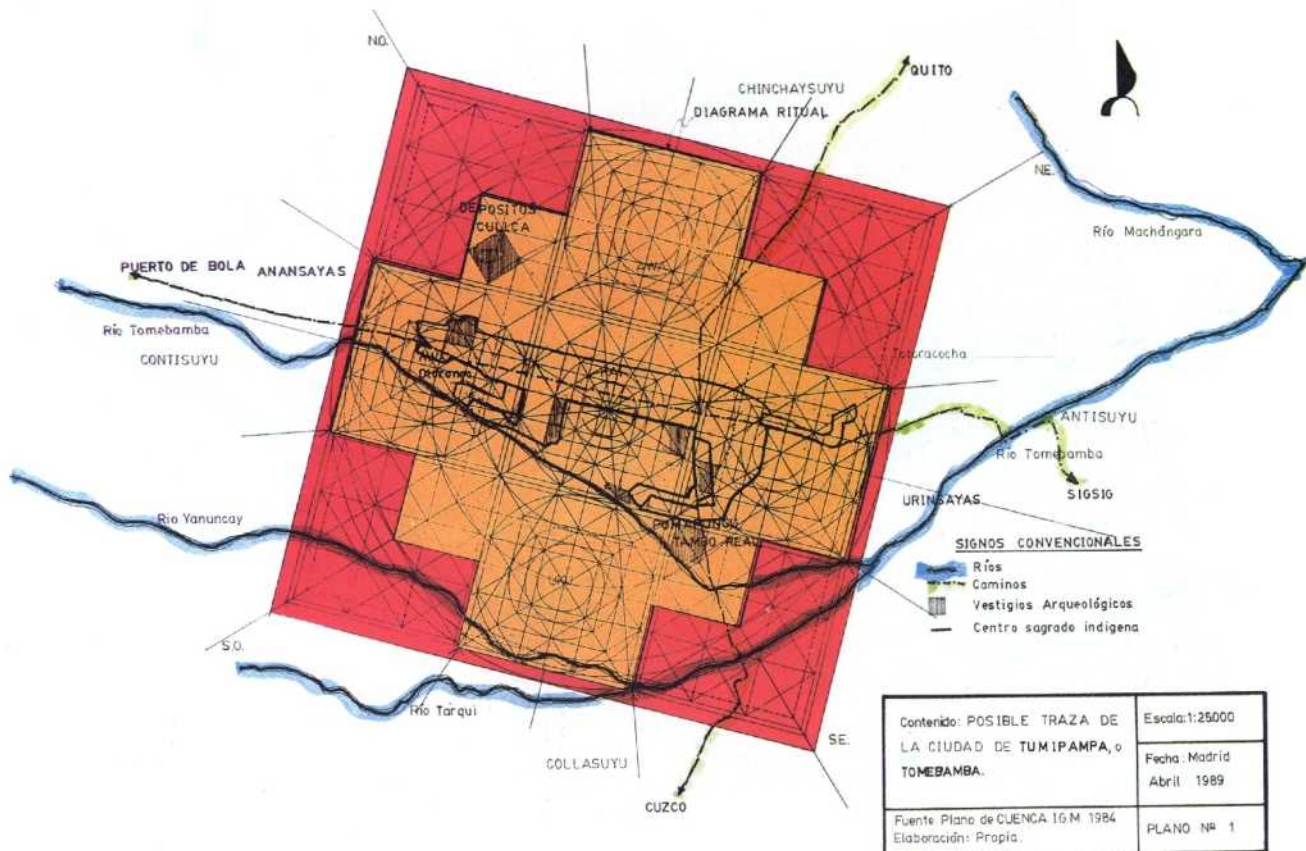 N.O.
QUITO
CHINCHAYSUYU
DIAGRAMA RITUAL
NE.
DEPOSITOS
Río Machángara
PUERTO DE BOLA
ANANSAYAS
Río Tomebamba
CONTISUYU
Totoracocha
ANTISUYU
Río Tomebamba
SIGSIG
URINSAYAS
Río Yanuncay
TAMBO REAL
SIGNOS CONVENCIONALES
Ríos
Caminos
Vestigios Arqueológicos
Centro sagrado indígena
S.O.
Río Tarqui
SE.
COLLASUYU
CUZCO
Contenido: POSIBLE TRAZA DE
LA CIUDAD DE TUMIPAMPA, o
TOMEBAMBA.
Escala:1:25000
Fecha: Madrid
Abril 1989
Fuente Plano de CUENCA IGM 1984
Elaboración: Propia.
PLANO Nº 1